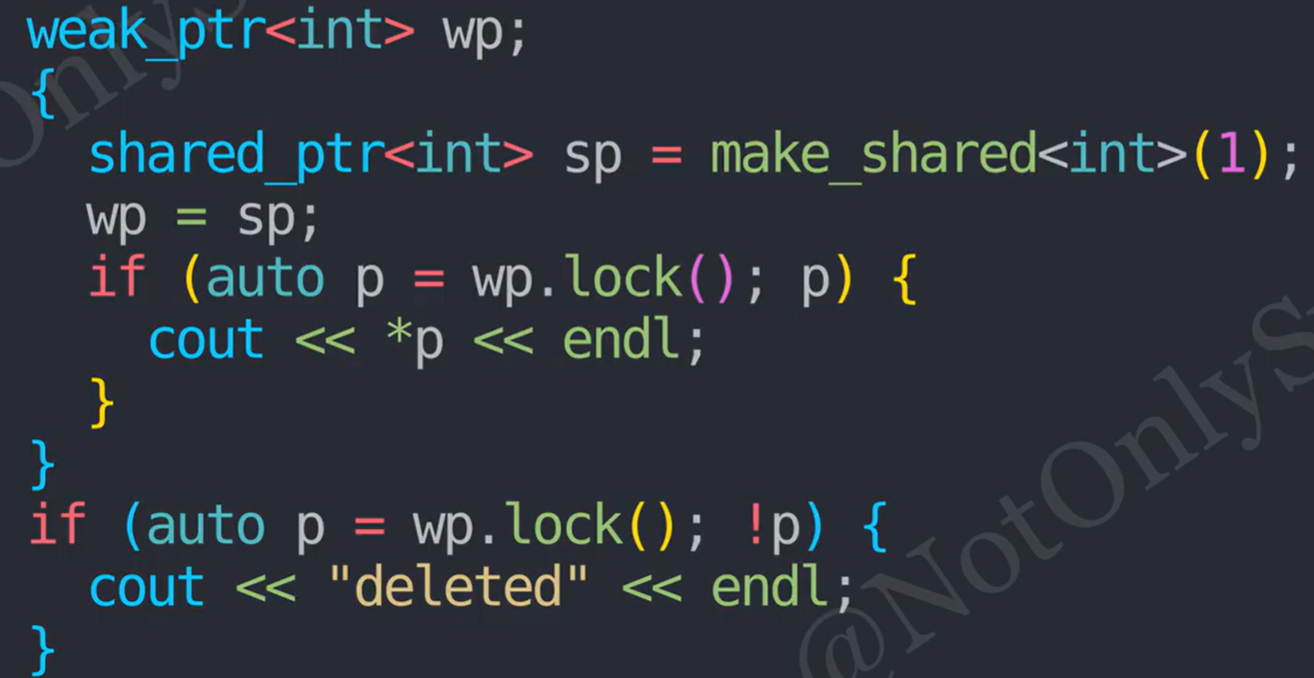 weak_ptr<int> wp;
{
  shared_ptr<int> sp = make_shared<int>(1);
  wp = sp;
  if (auto p = wp.lock(); p) {
    cout << *p << endl;
  }
}
if (auto p = wp.lock(); !p) {
  cout << "deleted" << endl;
}
@NotOnlyS